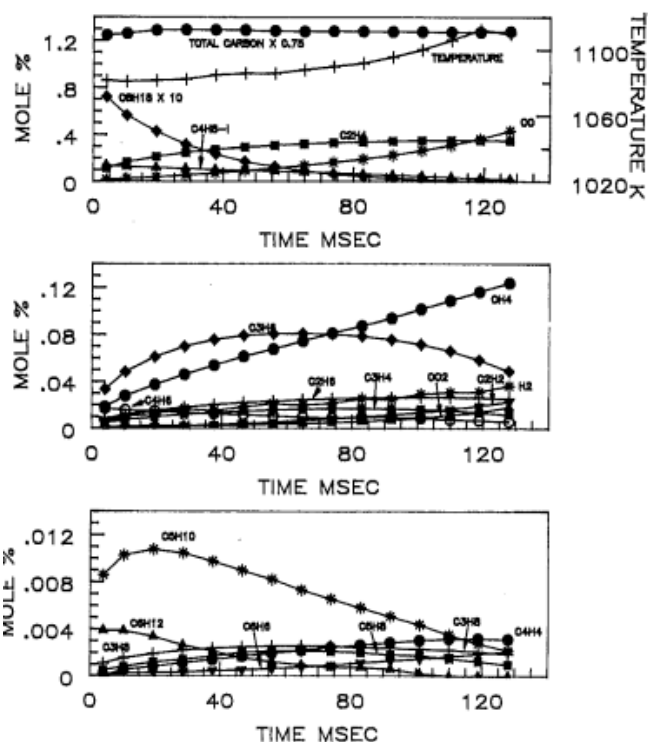 1.2
.8
.4
0
MOLE %
TOTAL CARBON X 0.75
TEMPERATURE
C8H18 X 10
C4H8-I
C2H4
CO
1100
1060
1020
TEMPERATURE K
0 40 80 120
TIME MSEC
.12
.08
.04
0
MOLE %
CH4
C3H6
C2H6
C3H4
CO2
C2H2
H2
C4H6
0 40 80 120
TIME MSEC
0.012
0.008
0.004
0
MOLE %
C5H10
C6H12
C6H6
C5H8
C3H8
C4H4
0 40 80 120
TIME MSEC